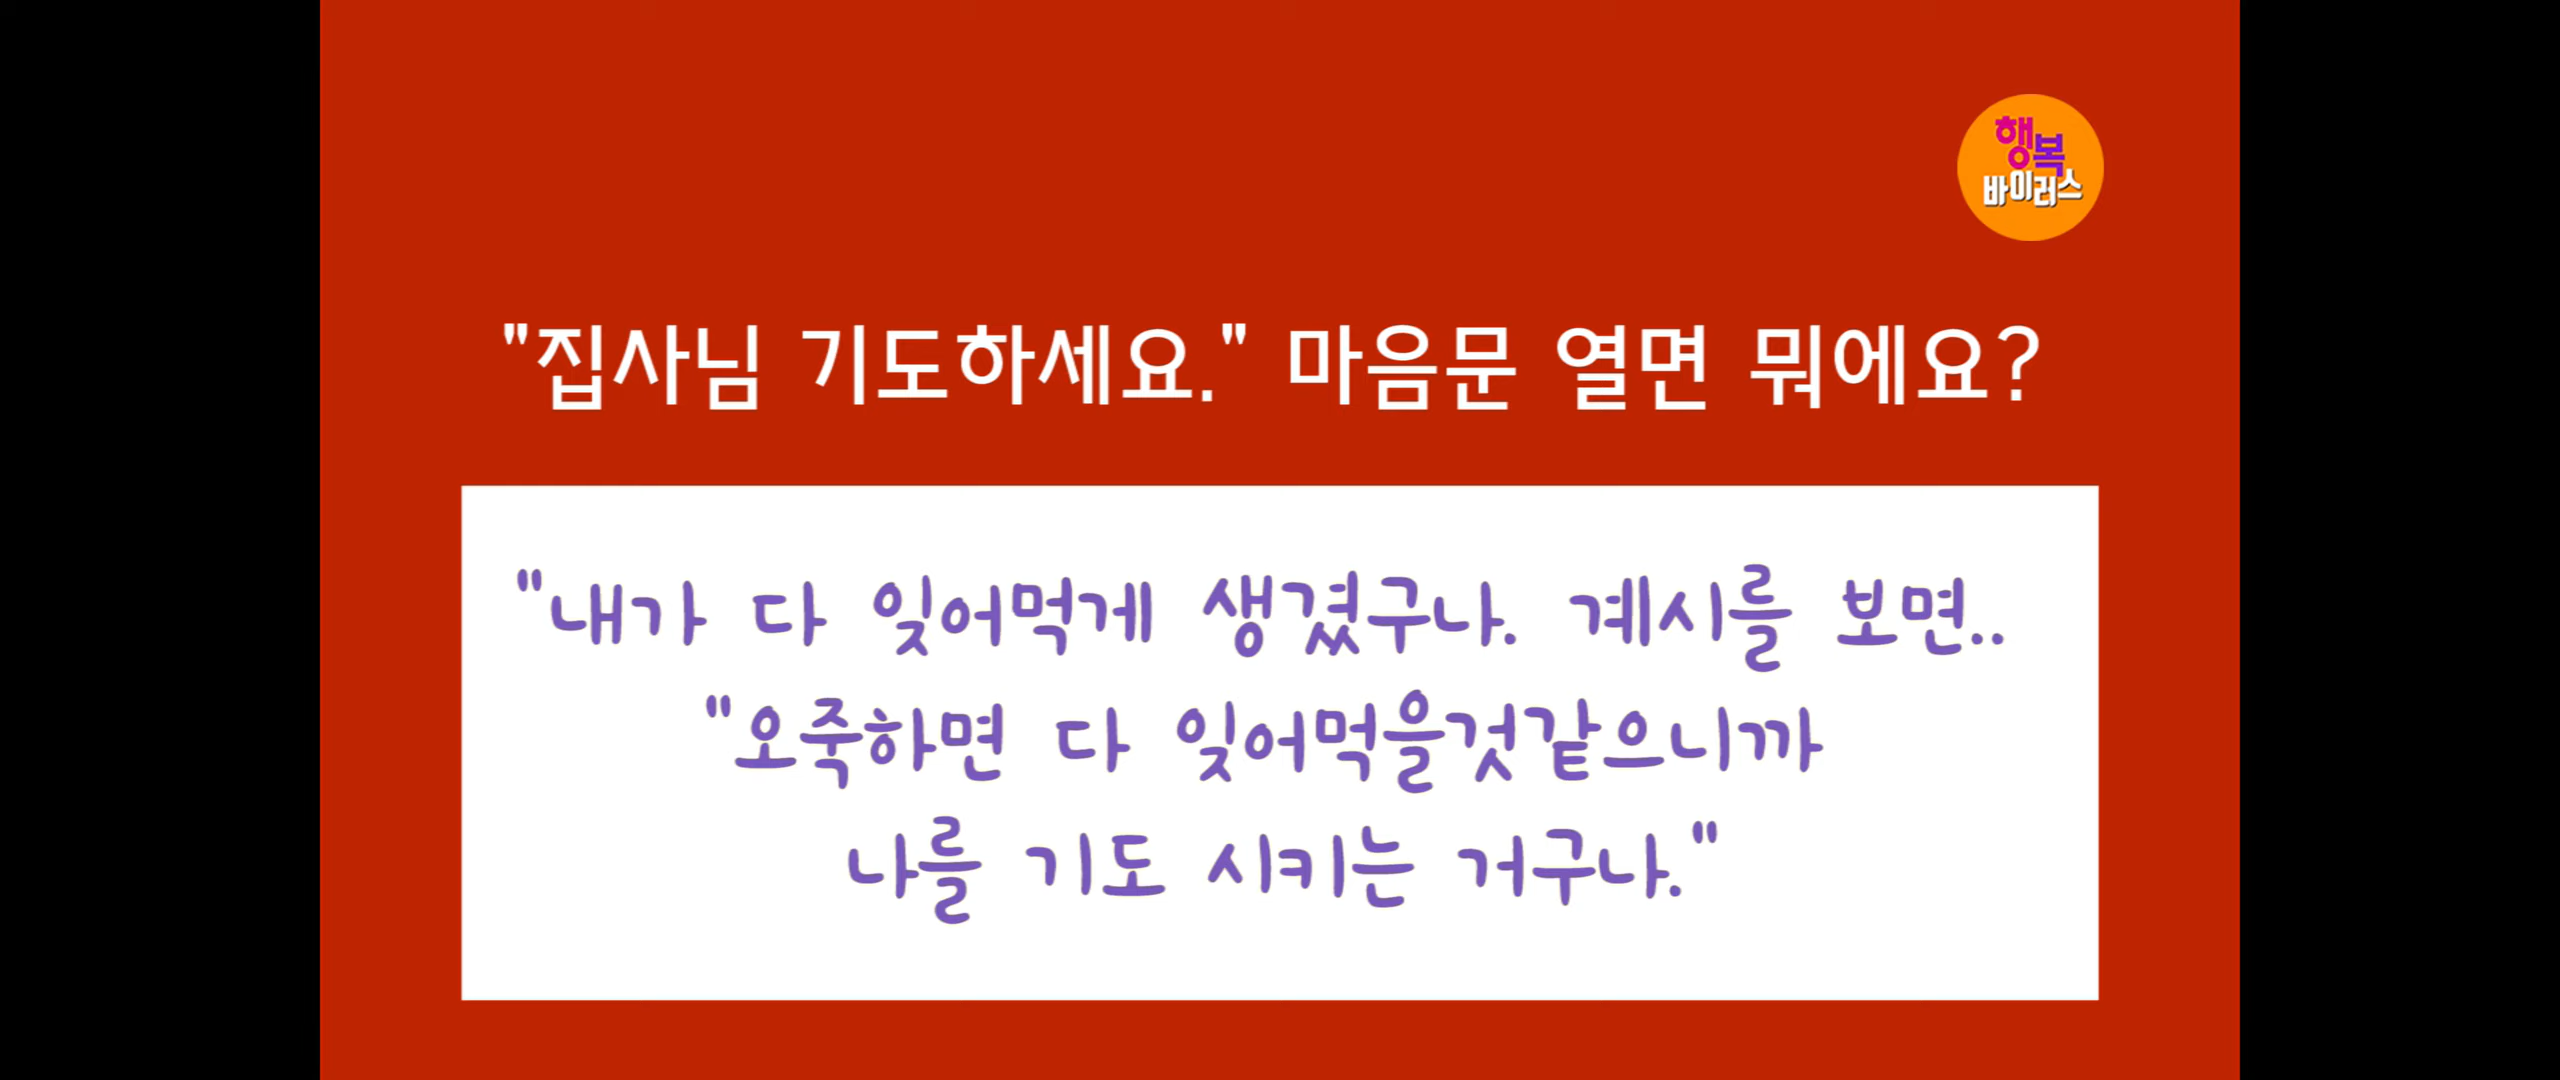 행복
바이러스
"집사님 기도하세요." 마음문 열면 뭐에요?
"내가 다 잊어먹게 생겼구나. 계시를 보면..
"오죽하면 다 잊어먹을것같으니까
나를 기도 시키는 거구나."